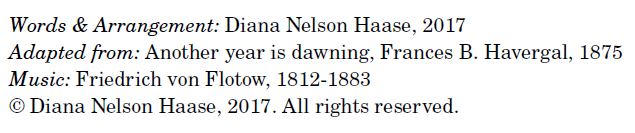 Words & Arrangement: Diana Nelson Haase, 2017
Adapted from: Another year is dawning, Frances B. Havergal, 1875
Music: Friedrich von Flotow, 1812-1883
© Diana Nelson Haase, 2017. All rights reserved.